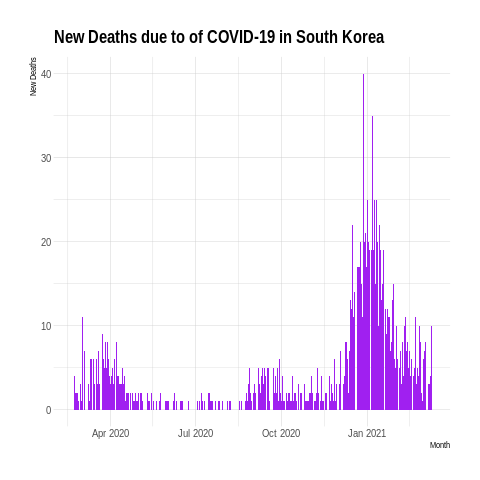 New Deaths due to of COVID-19 in South Korea
New Deaths
40
30
20
10
0
Apr 2020 Jul 2020 Oct 2020 Jan 2021
Month